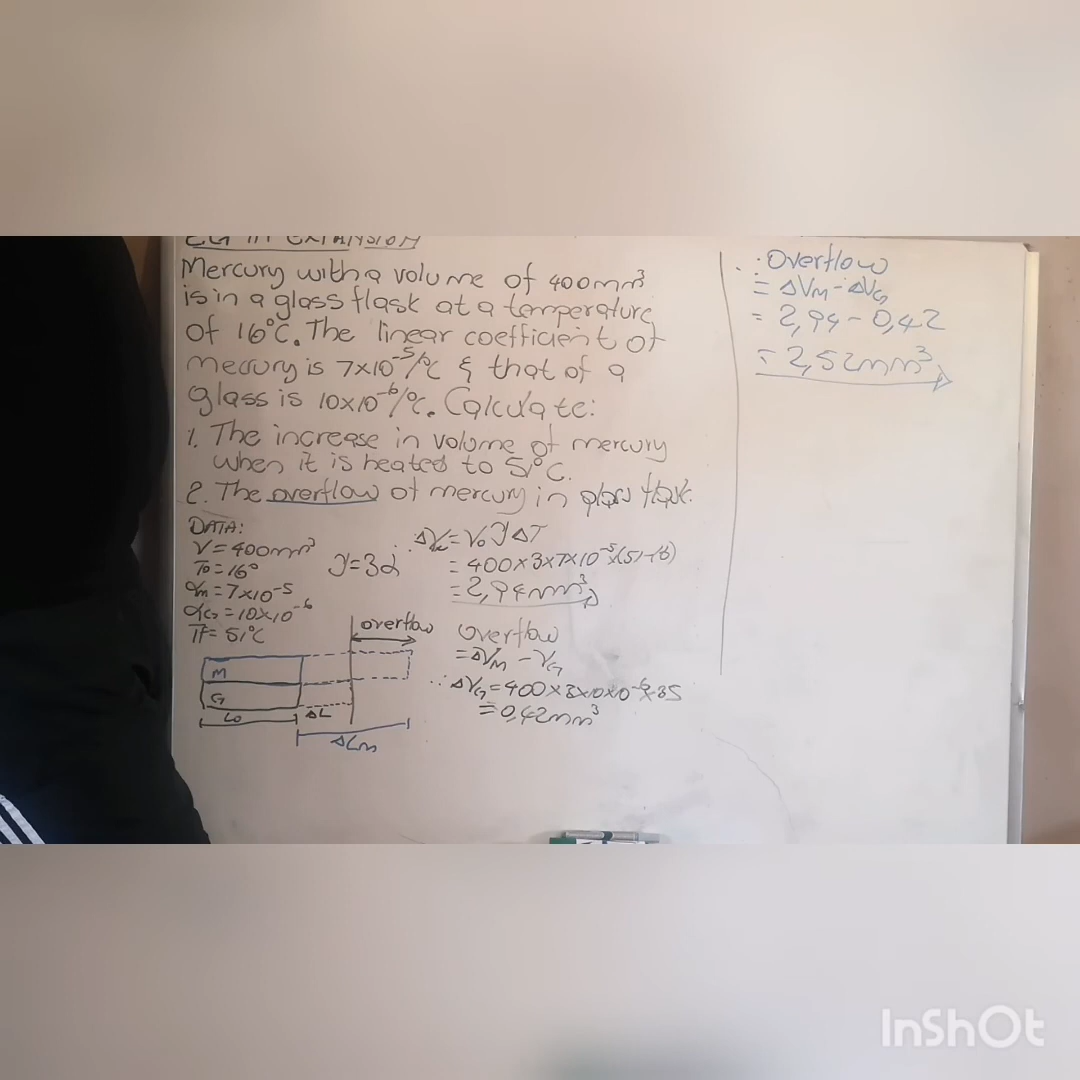 EXPANSION
Mercury with a volume of 400mm³
is in a glass flask at a temperature
of 16°C. The linear coefficient of
mercury is 7×10⁻⁵/°C & that of a
glass is 10×10⁻⁶/°C. Calculate:
1. The increase in volume of mercury
when it is heated to 51°C.
2. The overflow of mercury in glass flask.
DATA:
V=400mm³
To=16°
αm=7×10⁻⁵
αG=10×10⁻⁶
TF=51°C
γ=3α
∴ ΔV=Vo γ ΔT
=400×3×7×10⁻⁵×(51-16)
=2,94mm³
overflow
M
G
Lo
ΔL
ΔLm
Overflow
=ΔVM-VG
∴ΔVG=400×3×10×10⁻⁶×35
=0,42mm³
∴Overflow
=ΔVM-ΔVG
=2,94-0,42
=2,52mm³
InShOt